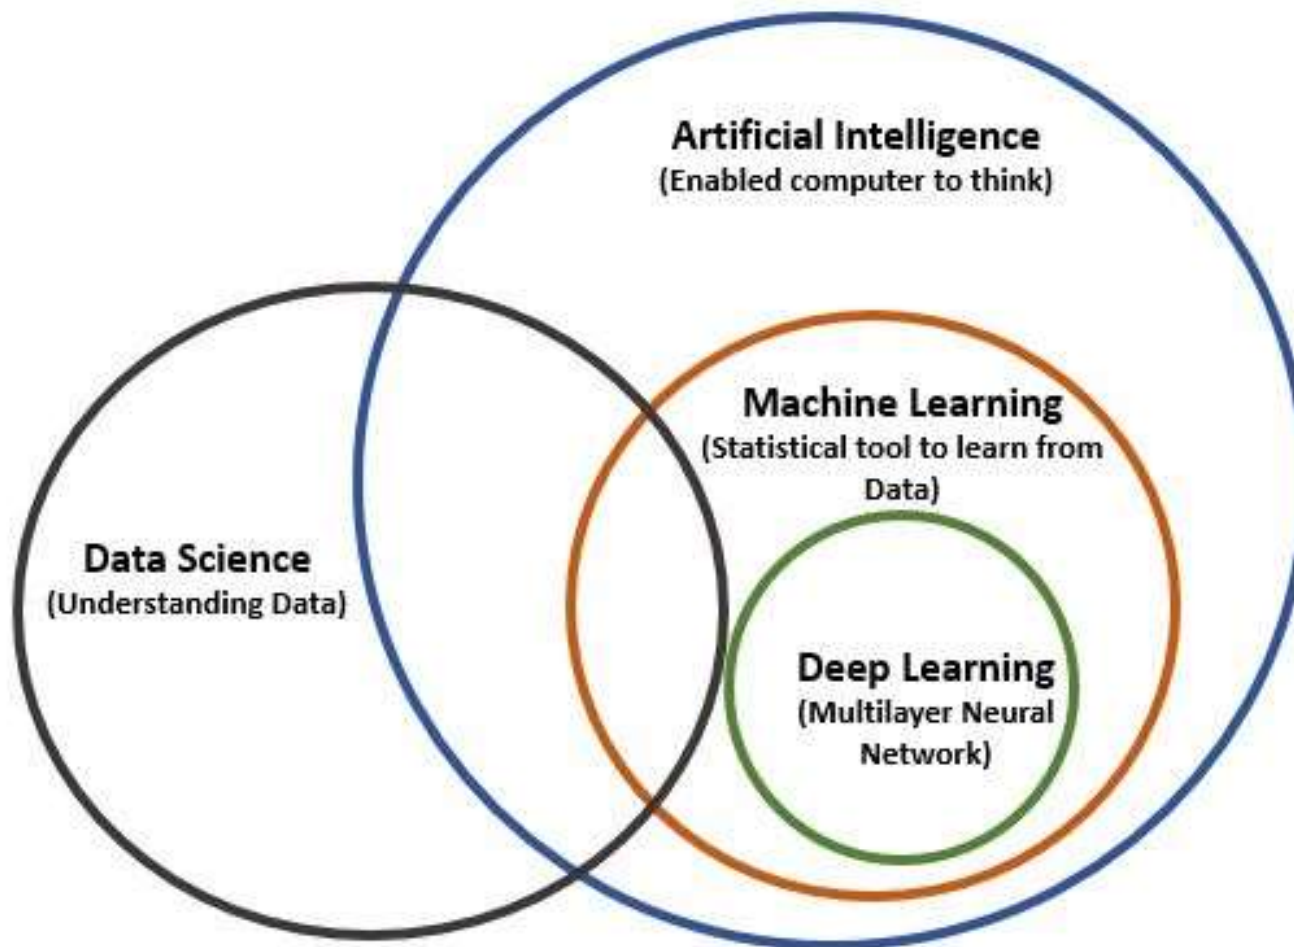 Artificial Intelligence
(Enabled computer to think)
Machine Learning
(Statistical tool to learn from
Data)
Data Science
(Understanding Data)
Deep Learning
(Multilayer Neural
Network)